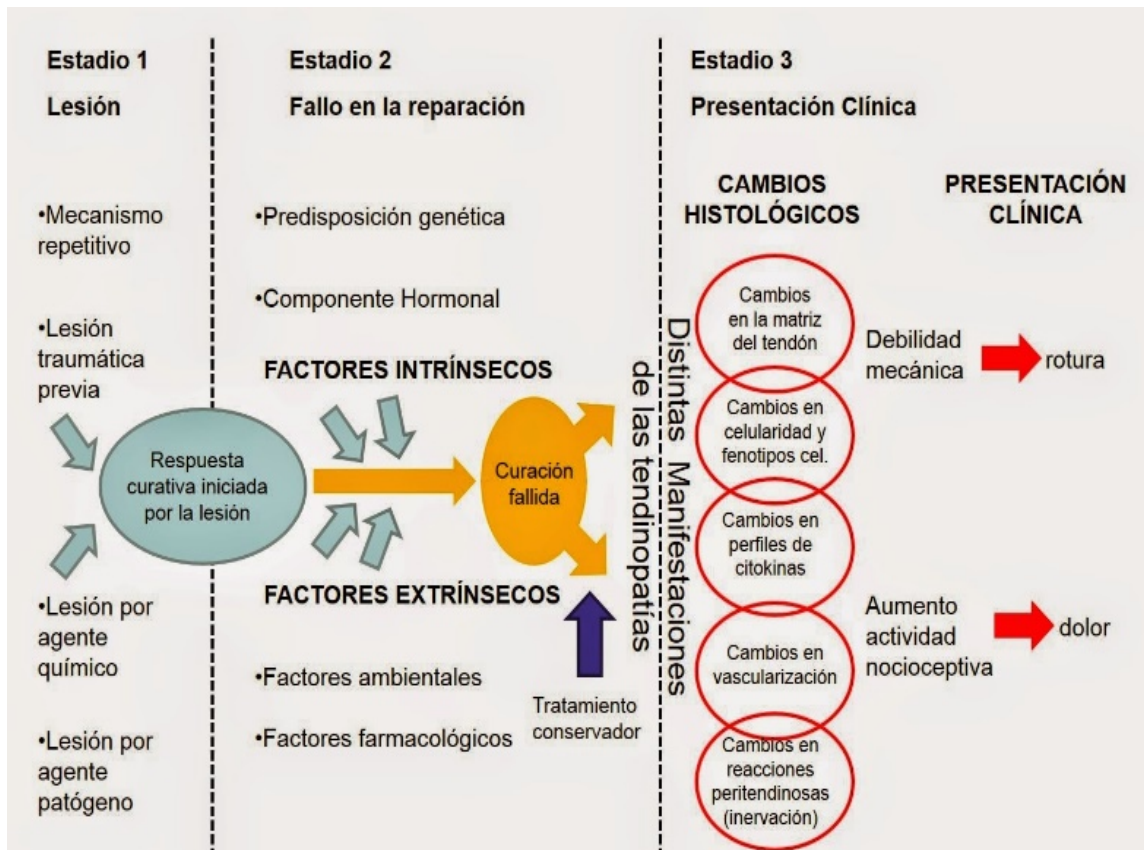 Estadio 1
Lesión
•Mecanismo
repetitivo
•Lesión
traumática
previa
Respuesta
curativa iniciada
por la lesión
•Lesión por
agente
químico
•Lesión por
agente
patógeno
Estadio 2
Fallo en la reparación
•Predisposición genética
•Componente Hormonal
FACTORES INTRÍNSECOS
Curación
fallida
FACTORES EXTRÍNSECOS
•Factores ambientales
•Factores farmacológicos
Tratamiento
conservador
Distintas Manifestaciones
de las tendinopatías
Estadio 3
Presentación Clínica
CAMBIOS
HISTOLÓGICOS
Cambios
en la matriz
del tendón
Cambios en
celularidad y
fenotipos cel.
Cambios en
perfiles de
citokinas
Cambios en
vascularización
Cambios en
reacciones
peritendinosas
(inervación)
PRESENTACIÓN
CLÍNICA
Debilidad
mecánica
rotura
Aumento
actividad
nocioceptiva
dolor